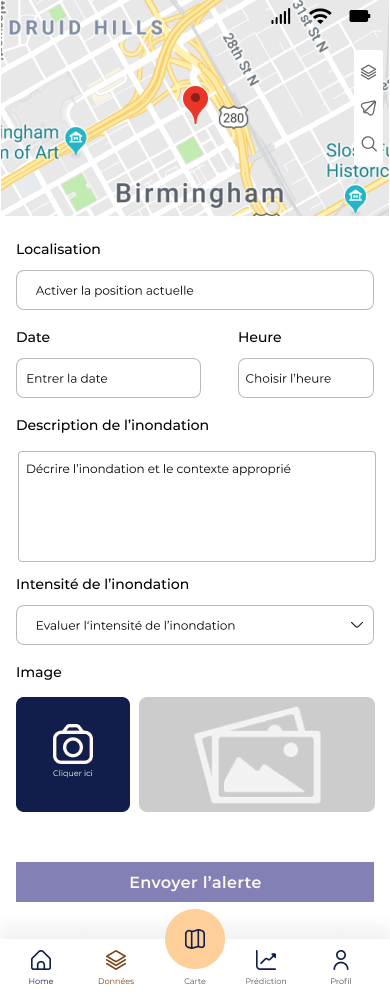 DRUID HILLS
28th St N
31st St N
280
ingham
m of Art
Slos
Historic
Birmingham
Localisation
Activer la position actuelle
Date
Heure
Entrer la date
Choisir l'heure
Description de l'inondation
Décrire l'inondation et le contexte approprié
Intensité de l'inondation
Evaluer l'intensité de l'inondation
Image
Cliquer ici
Envoyer l'alerte
Home
Données
Carte
Prédiction
Profil